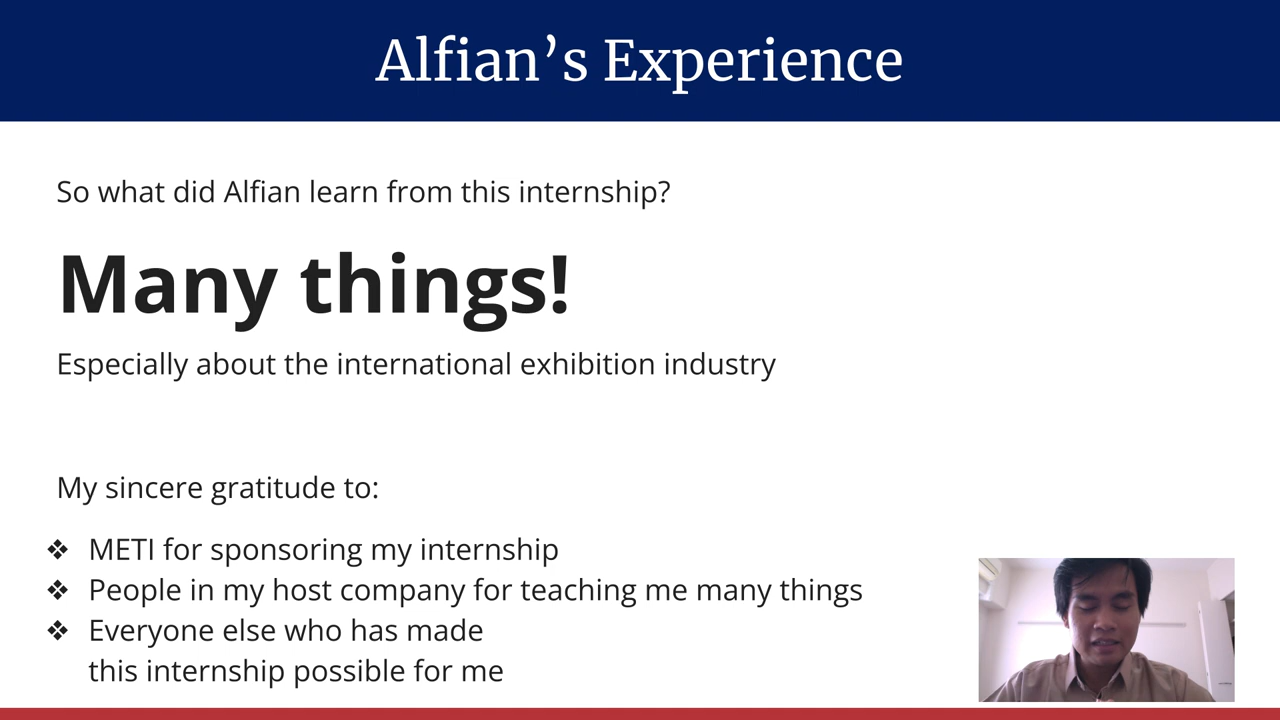 Alfian’s Experience
So what did Alfian learn from this internship?
Many things!
Especially about the international exhibition industry
My sincere gratitude to:
❖ METI for sponsoring my internship
❖ People in my host company for teaching me many things
❖ Everyone else who has made
this internship possible for me